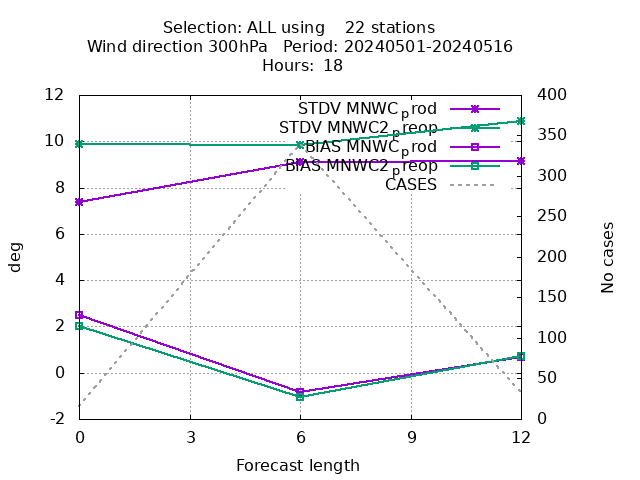 Selection: ALL using    22 stations
Wind direction 300hPa   Period: 20240501-20240516
Hours: 18
12
10
8
6
4
2
0
-2
deg
400
350
300
250
200
150
100
50
0
No cases
STDV MNWC_prod
STDV MNWC2_preop
BIAS MNWC_prod
BIAS MNWC2_preop
CASES
0 3 6 9 12
Forecast length